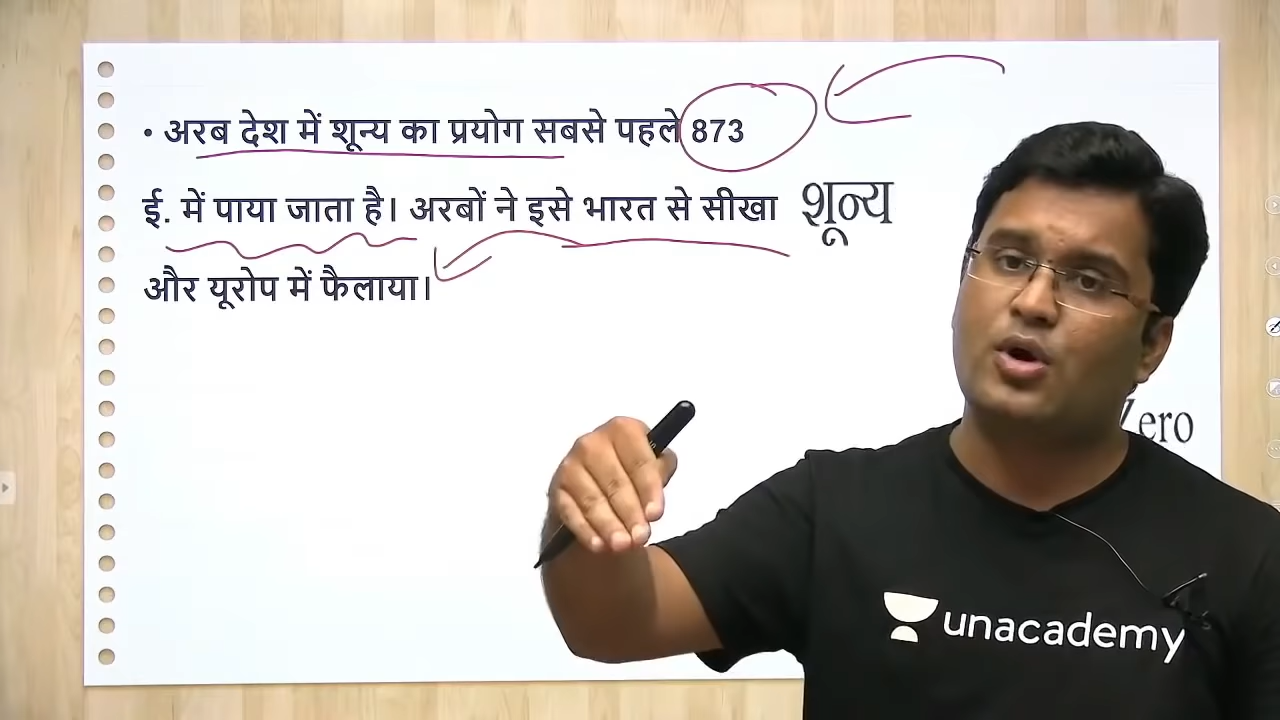 • अरब देश में शून्य का प्रयोग सबसे पहले 873
ई. में पाया जाता है। अरबों ने इसे भारत से सीखा
और यूरोप में फैलाया।
शून्य
Zero
unacademy